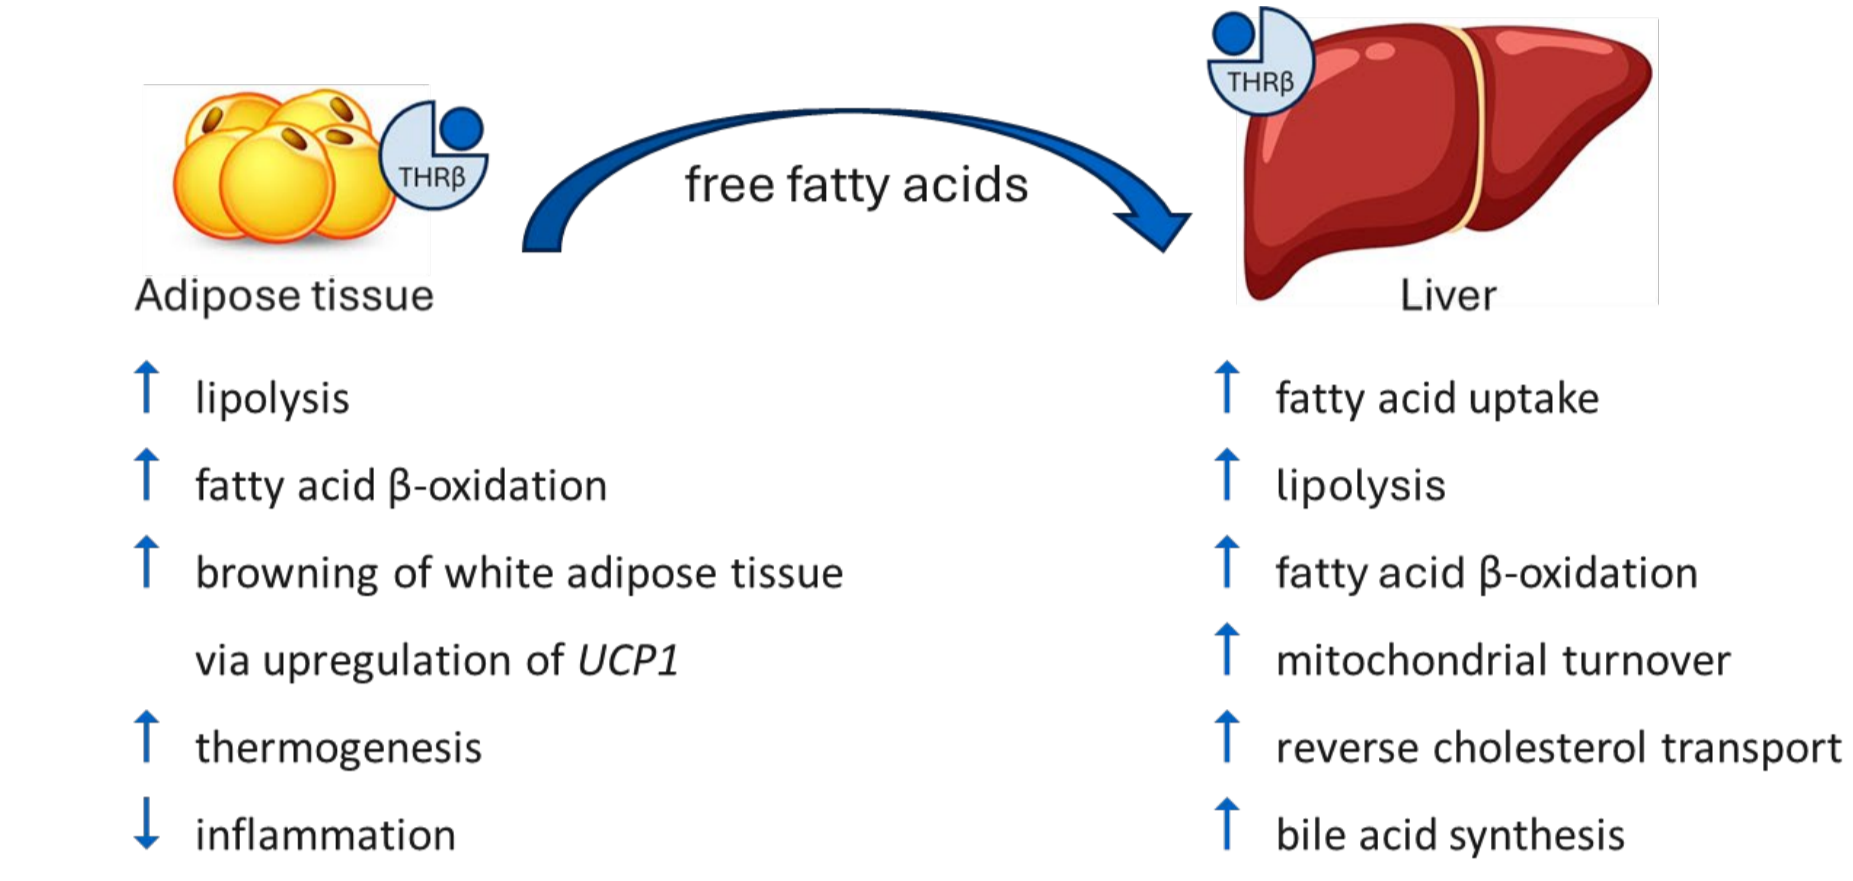 THRβ
THRβ
free fatty acids
Adipose tissue
Liver
↑ lipolysis
↑ fatty acid β-oxidation
↑ browning of white adipose tissue
via upregulation of UCP1
↑ thermogenesis
↓ inflammation
↑ fatty acid uptake
↑ lipolysis
↑ fatty acid β-oxidation
↑ mitochondrial turnover
↑ reverse cholesterol transport
↑ bile acid synthesis